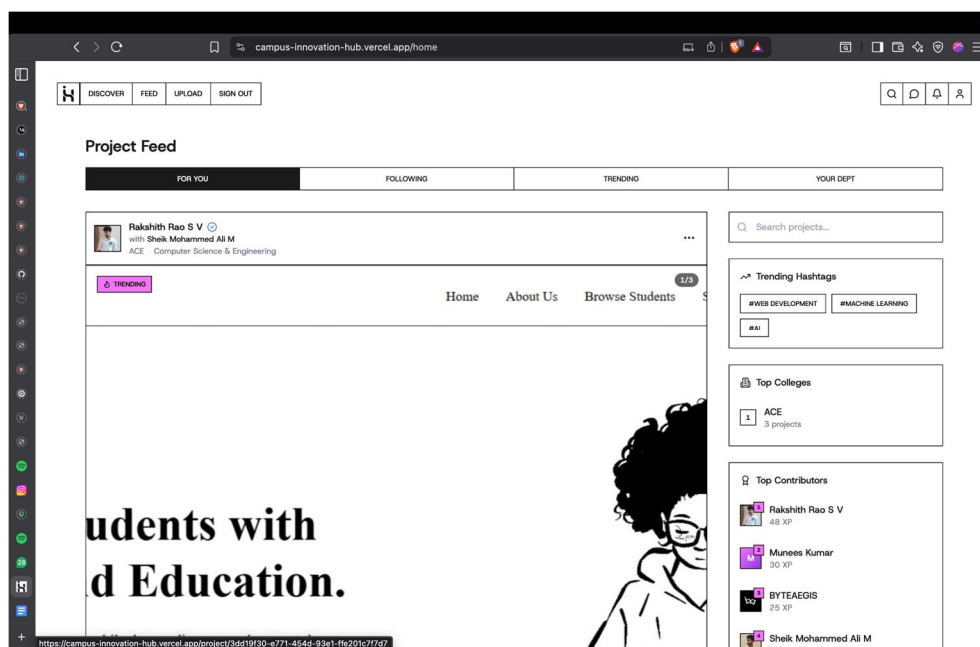 campus-innovation-hub.vercel.app/home
DISCOVER
FEED
UPLOAD
SIGN OUT
Project Feed
FOR YOU
FOLLOWING
TRENDING
YOUR DEPT
Rakshith Rao S V
with Sheik Mohammed Ali M
ACE · Computer Science & Engineering
TRENDING
1/3
Home About Us Browse Students S
udents with
d Education.
Search projects...
Trending Hashtags
#WEB DEVELOPMENT
#MACHINE LEARNING
#AI
Top Colleges
1
ACE
3 projects
Top Contributors
1
Rakshith Rao S V
48 XP
M
2
Munees Kumar
30 XP
3
BYTEAEGIS
25 XP
4
Sheik Mohammed Ali M
in
28
https://campus-innovation-hub.vercel.app/project/3dd19f30-e771-454d-93e1-ffe201c7f7d7